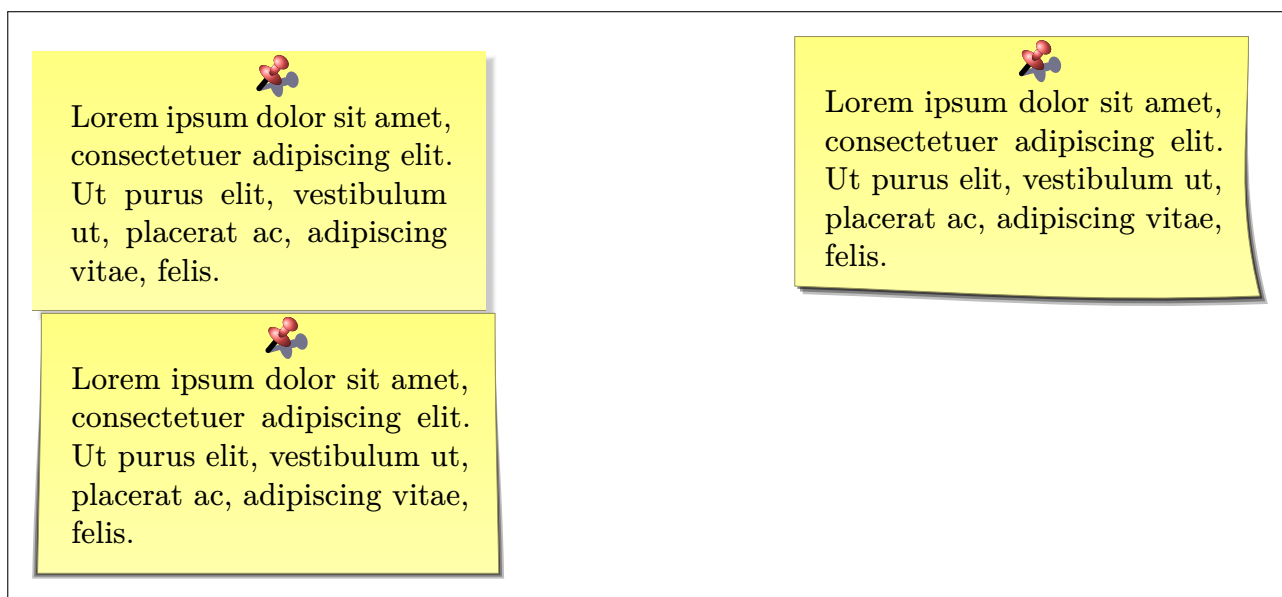 Lorem ipsum dolor sit amet,
consectetuer adipiscing elit.
Ut purus elit, vestibulum
ut, placerat ac, adipiscing
vitae, felis.
Lorem ipsum dolor sit amet,
consectetuer adipiscing elit.
Ut purus elit, vestibulum ut,
placerat ac, adipiscing vitae,
felis.
Lorem ipsum dolor sit amet,
consectetuer adipiscing elit.
Ut purus elit, vestibulum ut,
placerat ac, adipiscing vitae,
felis.